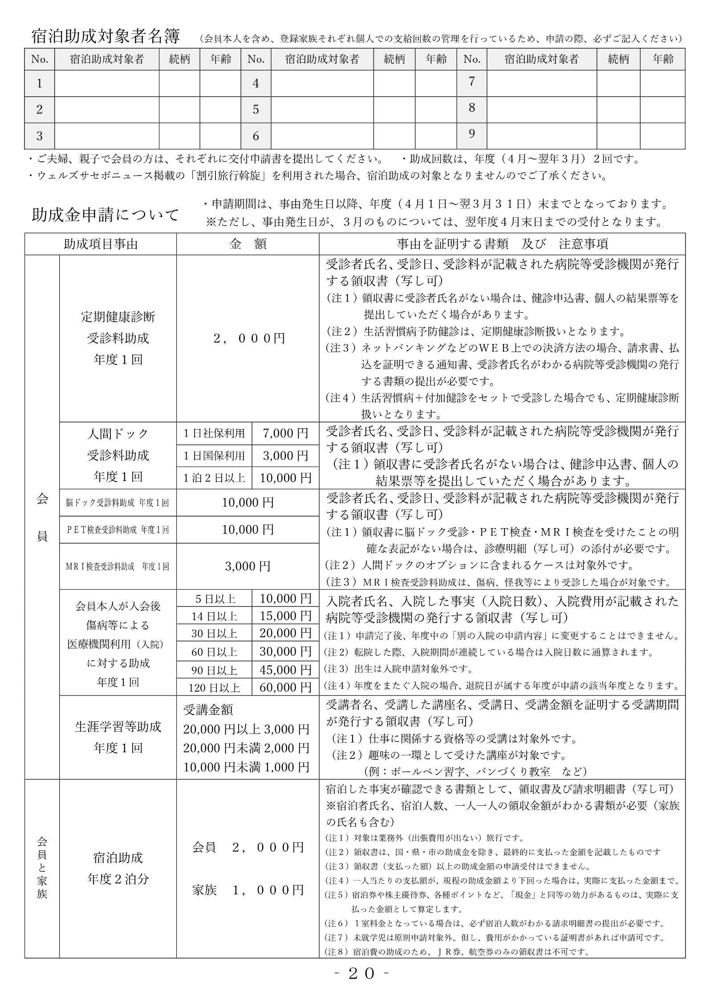 宿泊助成対象者名簿　（会員本人を含め、登録家族それぞれ個人での支給回数の管理を行っているため、申請の際、必ずご記入ください）
No. 宿泊助成対象者 続柄 年齢 No. 宿泊助成対象者 続柄 年齢 No. 宿泊助成対象者 続柄 年齢
1 4 7
2 5 8
3 6 9
・ご夫婦、親子で会員の方は、それぞれに交付申請書を提出してください。　・助成回数は、年度（４月～翌年３月）２回です。
・ウェルズサセボニュース掲載の「割引旅行斡旋」を利用された場合、宿泊助成の対象となりませんのでご了承ください。
助成金申請について
・申請期間は、事由発生日以降、年度（４月１日～翌３月３１日）末までとなっております。
※ただし、事由発生日が、３月のものについては、翌年度４月末日までの受付となります。
助成項目事由 金　額 事由を証明する書類　及び　注意事項
会員
定期健康診断
受診料助成
年度１回
２，０００円
受診者氏名、受診日、受診料が記載された病院等受診機関が発行
する領収書（写し可）
（注１）領収書に受診者氏名がない場合は、健診申込書、個人の結果票等を
提出していただく場合があります。
（注２）生活習慣病予防健診は、定期健康診断扱いとなります。
（注３）ネットバンキングなどのＷＥＢ上での決済方法の場合、請求書、払
込を証明できる通知書、受診者氏名がわかる病院等受診機関の発行
する書類の提出が必要です。
（注４）生活習慣病＋付加健診をセットで受診した場合でも、定期健康診断
扱いとなります。
人間ドック
受診料助成
年度１回
１日社保利用 7,000 円
１日国保利用 3,000 円
１泊２日以上 10,000 円
受診者氏名、受診日、受診料が記載された病院等受診機関が発行
する領収書（写し可）
（注１）領収書に受診者氏名がない場合は、健診申込書、個人の
結果票等を提出していただく場合があります。
脳ドック受診料助成 年度１回 10,000 円
ＰＥＴ検査受診料助成 年度１回 10,000 円
ＭＲＩ検査受診料助成　年度１回 3,000 円
受診者氏名、受診日、受診料が記載された病院等受診機関が発行
する領収書（写し可）
（注１）領収書に脳ドック受診・ＰＥＴ検査・ＭＲＩ検査を受けたことの明
確な表記がない場合は、診療明細（写し可）の添付が必要です。
（注２）人間ドックのオプションに含まれるケースは対象外です。
（注３）ＭＲＩ検査受診料助成は、傷病、怪我等により受診した場合が対象です。
会員本人が入会後
傷病等による
医療機関利用（入院）
に対する助成
年度１回
5 日以上 10,000 円
14 日以上 15,000 円
30 日以上 20,000 円
60 日以上 30,000 円
90 日以上 45,000 円
120 日以上 60,000 円
入院者氏名、入院した事実（入院日数）、入院費用が記載された
病院等受診機関の発行する領収書（写し可）
（注１）申請完了後、年度中の「別の入院の申請内容」に変更することはできません。
（注２）転院した際、入院期間が連続している場合は入院日数に通算されます。
（注３）出生は入院申請対象外です。
（注４）年度をまたぐ入院の場合、退院日が属する年度が申請の該当年度となります。
生涯学習等助成
年度１回
受講金額
20,000 円以上 3,000 円
20,000 円未満 2,000 円
10,000 円未満 1,000 円
受講者名、受講した講座名、受講日、受講金額を証明する受講期間
が発行する領収書（写し可）
（注１）仕事に関係する資格等の受講は対象外です。
（注２）趣味の一環として受けた講座が対象です。
（例：ボールペン習字、パンづくり教室　など）
会員と家族
宿泊助成
年度２泊分
会員　２，０００円
家族　１，０００円
宿泊した事実が確認できる書類として、領収書及び請求明細書（写し可）
※宿泊者氏名、宿泊人数、一人一人の領収金額がわかる書類が必要（家族
の氏名も含む）
（注１）対象は業務外（出張費用が出ない）旅行です。
（注２）領収書は、国・県・市の助成金を除き、最終的に支払った金額を記載したものです
（注３）領収書（支払った額）以上の助成金額の申請受付はできません。
（注４）一人当たりの支払額が、規程の助成金額より下回った場合は、実際に支払った金額まで。
（注５）宿泊券や株主優待券、各種ポイントなど、「現金」と同等の効力があるものは、実際に支
払った金額として算定します。
（注６）１室料金となっている場合は、必ず宿泊人数がわかる請求明細書の提出が必要です。
（注７）未就学児は原則申請対象外。但し、費用がかかっている証明書があれば申請可です。
（注８）宿泊費の助成のため、ＪＲ券、航空券のみの領収書は不可です。
- ２０ -